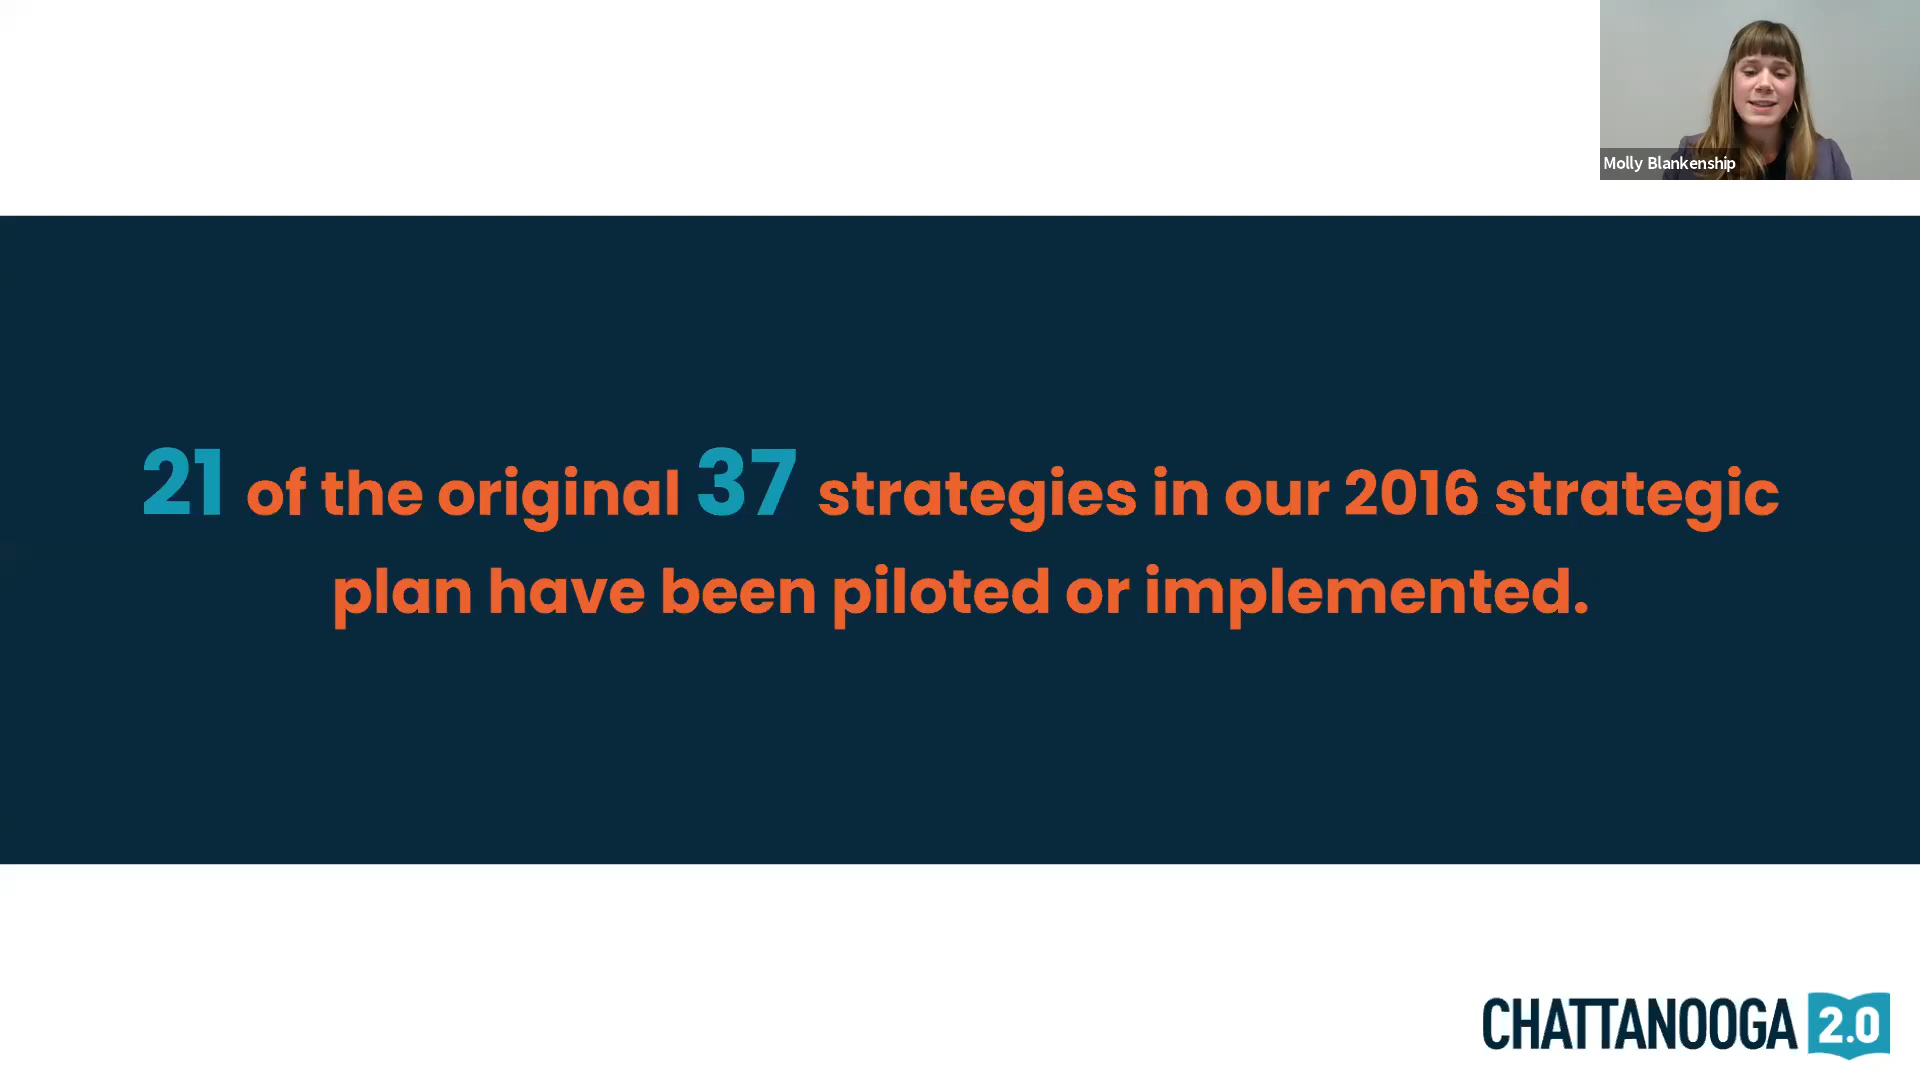 Molly Blankenship
21 of the original 37 strategies in our 2016 strategic
plan have been piloted or implemented.
CHATTANOOGA 2.0